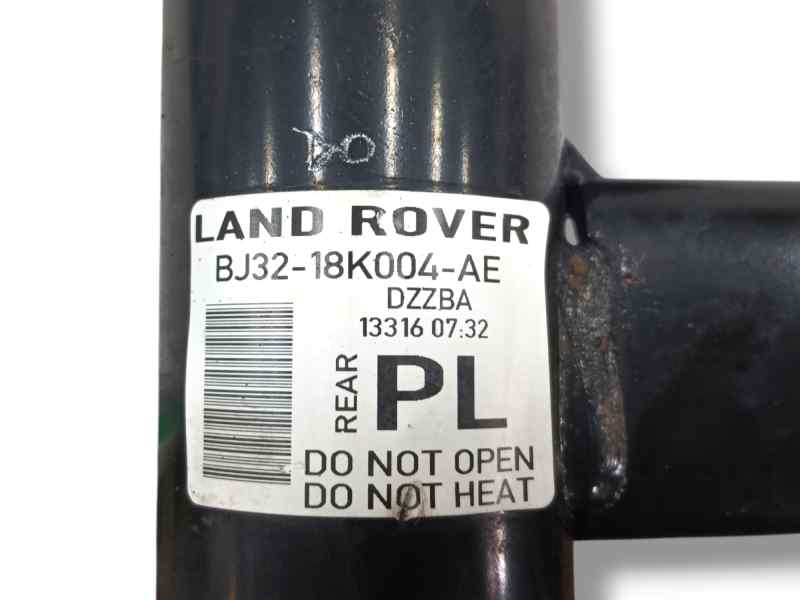 LAND ROVER
BJ32-18K004-AE
DZZBA
13316 07:32
REAR
PL
DO NOT OPEN
DO NOT HEAT